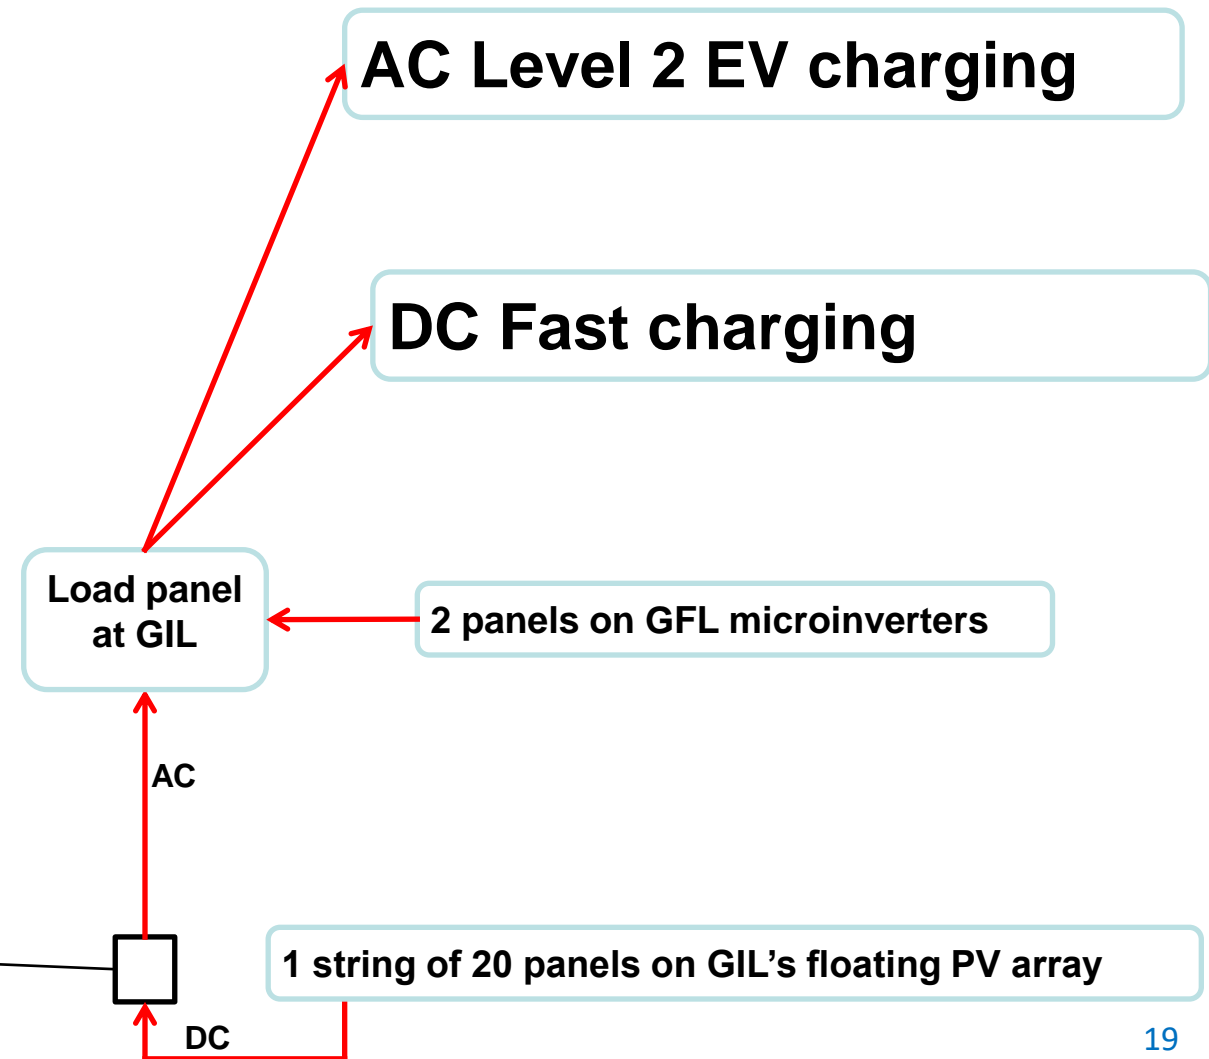 AC Level 2 EV charging
DC Fast charging
Load panel
at GIL
2 panels on GFL microinverters
AC
1 string of 20 panels on GIL’s floating PV array
DC
19